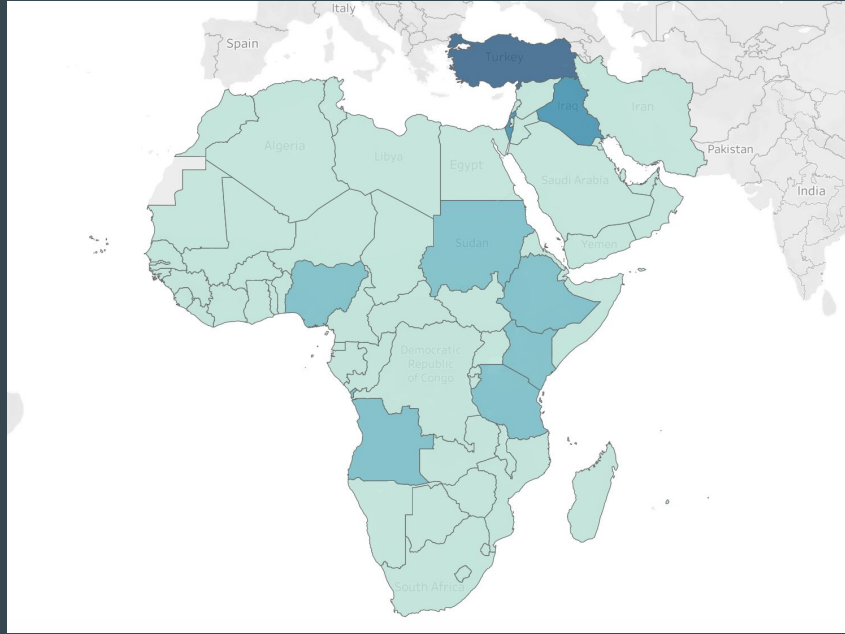 Italy
Spain
Turkey
Iraq
Iran
Algeria
Libya
Egypt
Pakistan
Saudi Arabia
India
Sudan
Yemen
Democratic
Republic
of Congo
South Africa